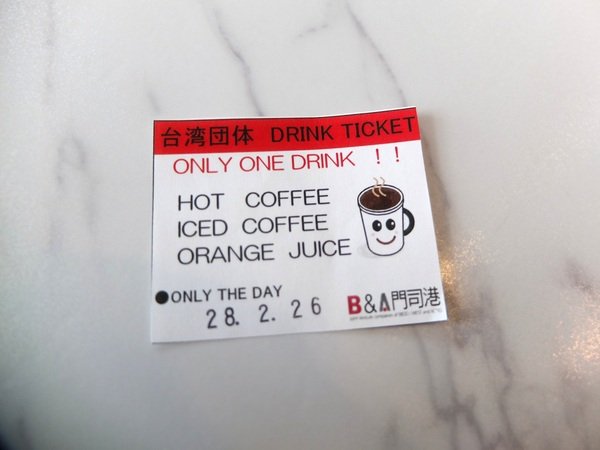 台湾団体 DRINK TICKET
ONLY ONE DRINK !!
HOT COFFEE
ICED COFFEE
ORANGE JUICE
●ONLY THE DAY
28. 2. 26
B&A門司港